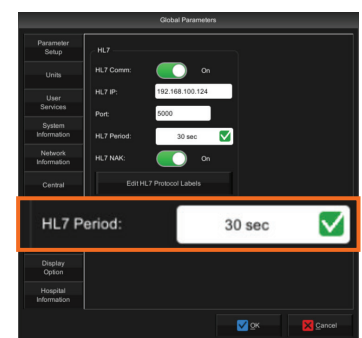 Global Parameters
Parameter
Setup
Units
User
Services
System
Information
Network
Information
Central
Display
Option
Hospital
Information
HL7
HL7 Comm: On
HL7 IP: 192.168.100.124
Port: 5000
HL7 Period: 30 sec
HL7 NAK: On
Edit HL7 Protocol Labels
HL7 Period: 30 sec
OK
Cancel